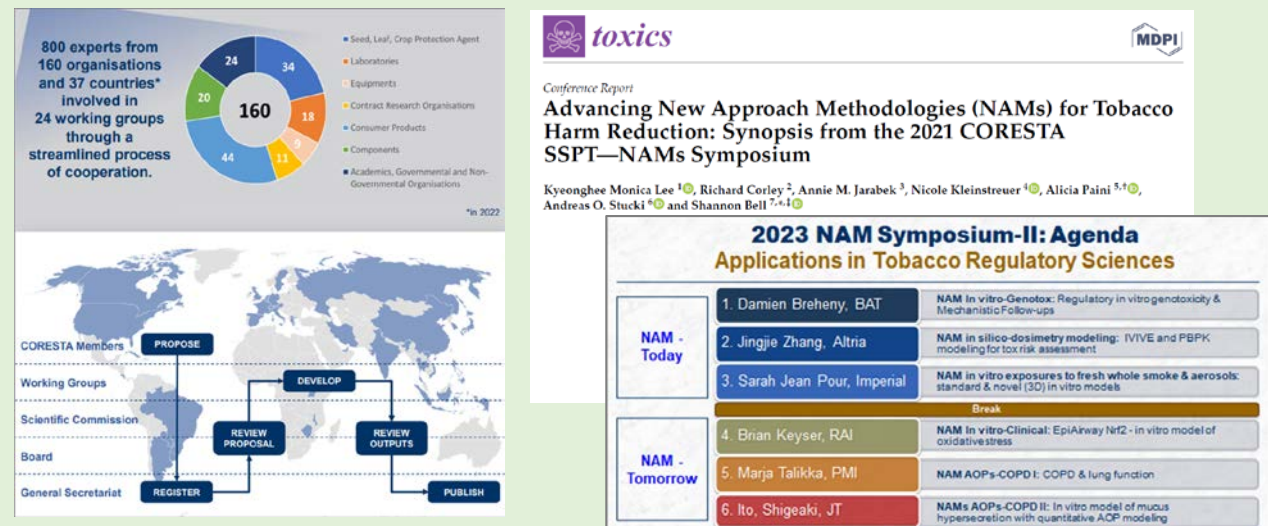 800 experts from
160 organisations
and 37 countries*
involved in
24 working groups
through a
streamlined process
of cooperation.
24
34
20
160
18
9
44
11
Seed, Leaf, Crop Protection Agent
Laboratories
Equipments
Contract Research Organisations
Consumer Products
Components
Academics, Governmental and Non-
Governmental Organisations
*in 2022
CORESTA Members
PROPOSE
Working Groups
DEVELOP
Scientific Commission
REVIEW
PROPOSAL
REVIEW
OUTPUTS
Board
General Secretariat
REGISTER
PUBLISH
toxics
MDPI
Conference Report
Advancing New Approach Methodologies (NAMs) for Tobacco
Harm Reduction: Synopsis from the 2021 CORESTA
SSPT—NAMs Symposium
Kyeonghee Monica Lee 1, Richard Corley 2, Annie M. Jarabek 3, Nicole Kleinstreuer 4, Alicia Paini 5,†,
Andreas O. Stucki 6 and Shannon Bell 7,*,‡
2023 NAM Symposium-II: Agenda
Applications in Tobacco Regulatory Sciences
NAM -
Today
1. Damien Breheny, BAT
NAM In vitro-Genotox: Regulatory in vitro genotoxicity &
Mechanistic Follow-ups
2. Jingjie Zhang, Altria
NAM in silico-dosimetry modeling: IVIVE and PBPK
modeling for tox risk assessment
3. Sarah Jean Pour, Imperial
NAM in vitro exposures to fresh whole smoke & aerosols:
standard & novel (3D) in vitro models
Break
NAM -
Tomorrow
4. Brian Keyser, RAI
NAM In vitro-Clinical: EpiAirway Nrf2 - in vitro model of
oxidative stress
5. Marja Talikka, PMI
NAM AOPs-COPD I: COPD & lung function
6. Ito, Shigeaki, JT
NAMs AOPs-COPD II: In vitro model of mucus
hypersecretion with quantitative AOP modeling